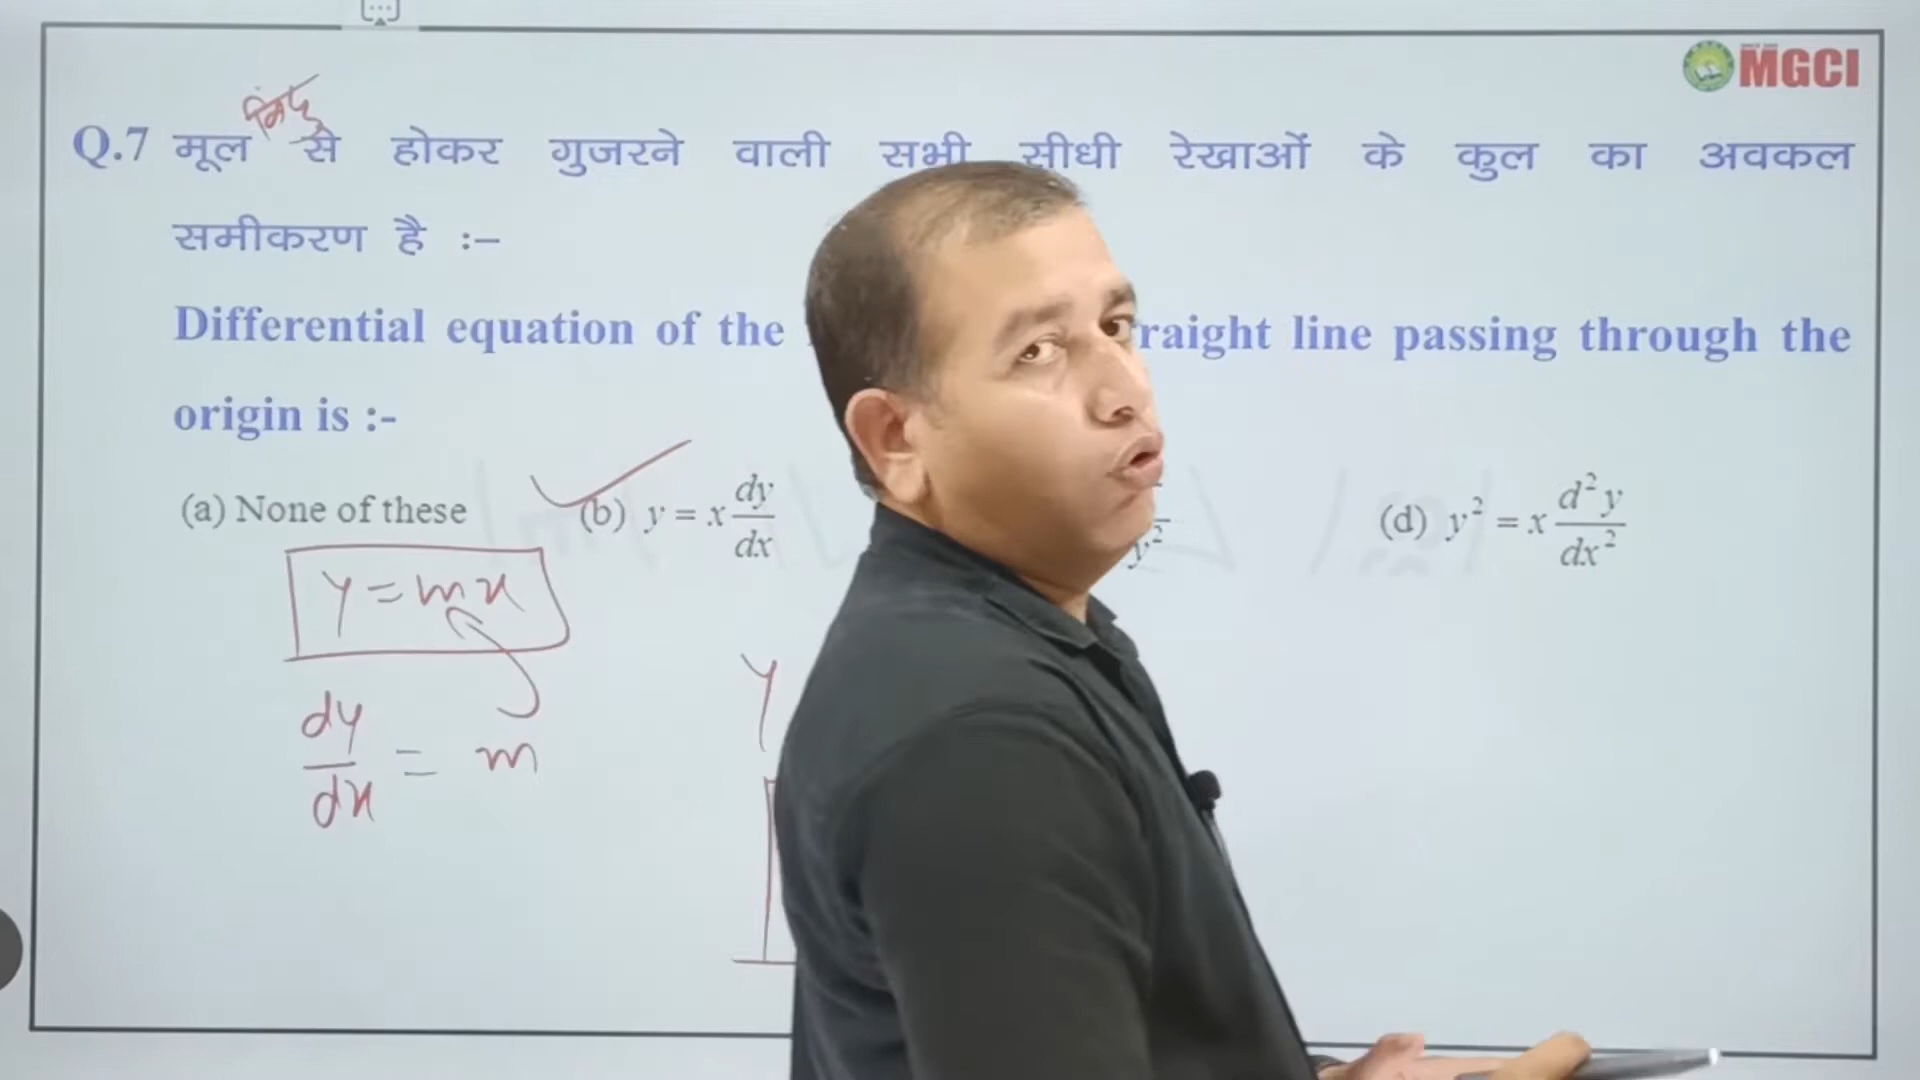 MGCI
बिंदु
Q.7 मूल से होकर गुजरने वाली सभी सीधी रेखाओं के कुल का अवकल
समीकरण है :–
Differential equation of the raight line passing through the
origin is :-
(a) None of these (b) y = x dy/dx y² (d) y² = x d²y/dx²
y = mx
dy/dx = m
y